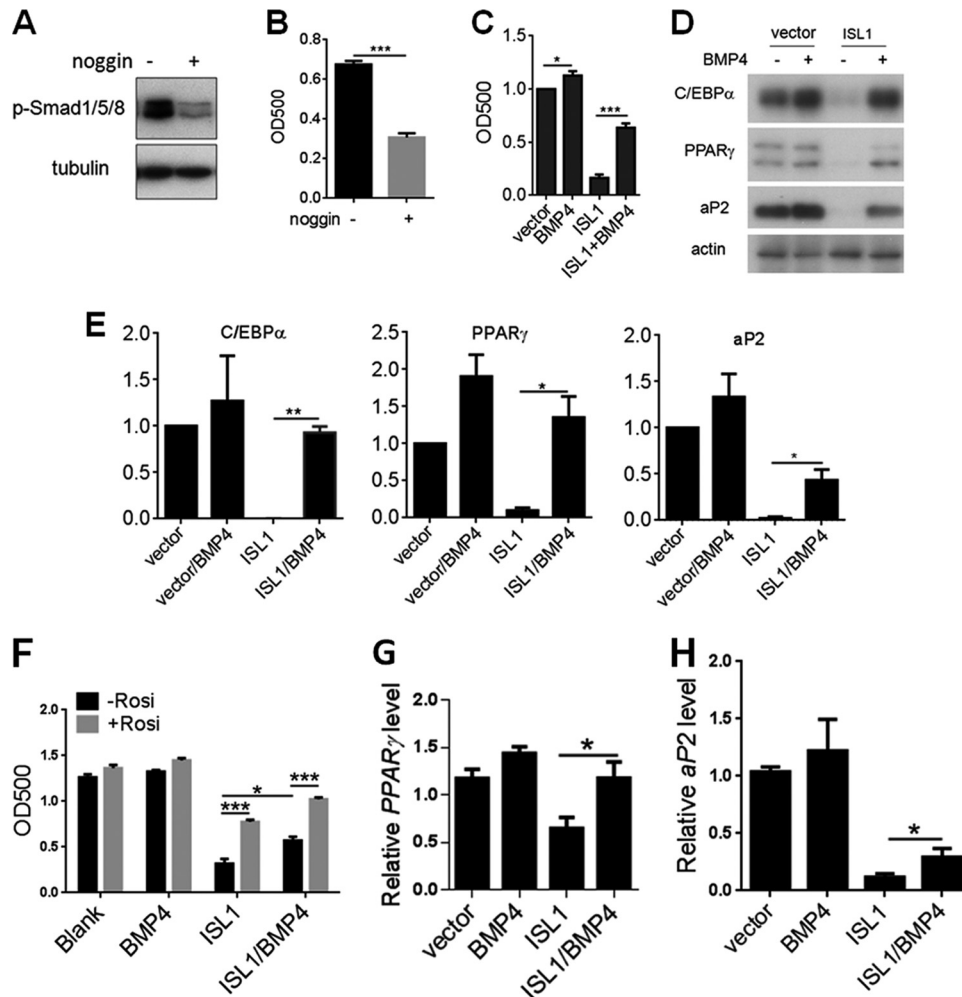 A
noggin - +
p-Smad1/5/8
tubulin
B
***
OD500
0.8
0.6
0.4
0.2
0.0
noggin - +
C
* ***
OD500
1.5
1.0
0.5
0.0
vector
BMP4
ISL1
ISL1+BMP4
D
vector ISL1
BMP4 - + - +
C/EBPα
PPARγ
aP2
actin
E
C/EBPα
2.0
1.5
1.0
0.5
0.0
**
vector
vector/BMP4
ISL1
ISL1/BMP4
PPARγ
2.5
2.0
1.5
1.0
0.5
0.0
*
vector
vector/BMP4
ISL1
ISL1/BMP4
aP2
2.0
1.5
1.0
0.5
0.0
*
vector
vector/BMP4
ISL1
ISL1/BMP4
F
-Rosi
+Rosi
OD500
2.0
1.5
1.0
0.5
0.0
*** * ***
Blank
BMP4
ISL1
ISL1/BMP4
G
Relative PPARγ level
2.0
1.5
1.0
0.5
0.0
*
vector
BMP4
ISL1
ISL1/BMP4
H
Relative aP2 level
2.0
1.5
1.0
0.5
0.0
*
vector
BMP4
ISL1
ISL1/BMP4